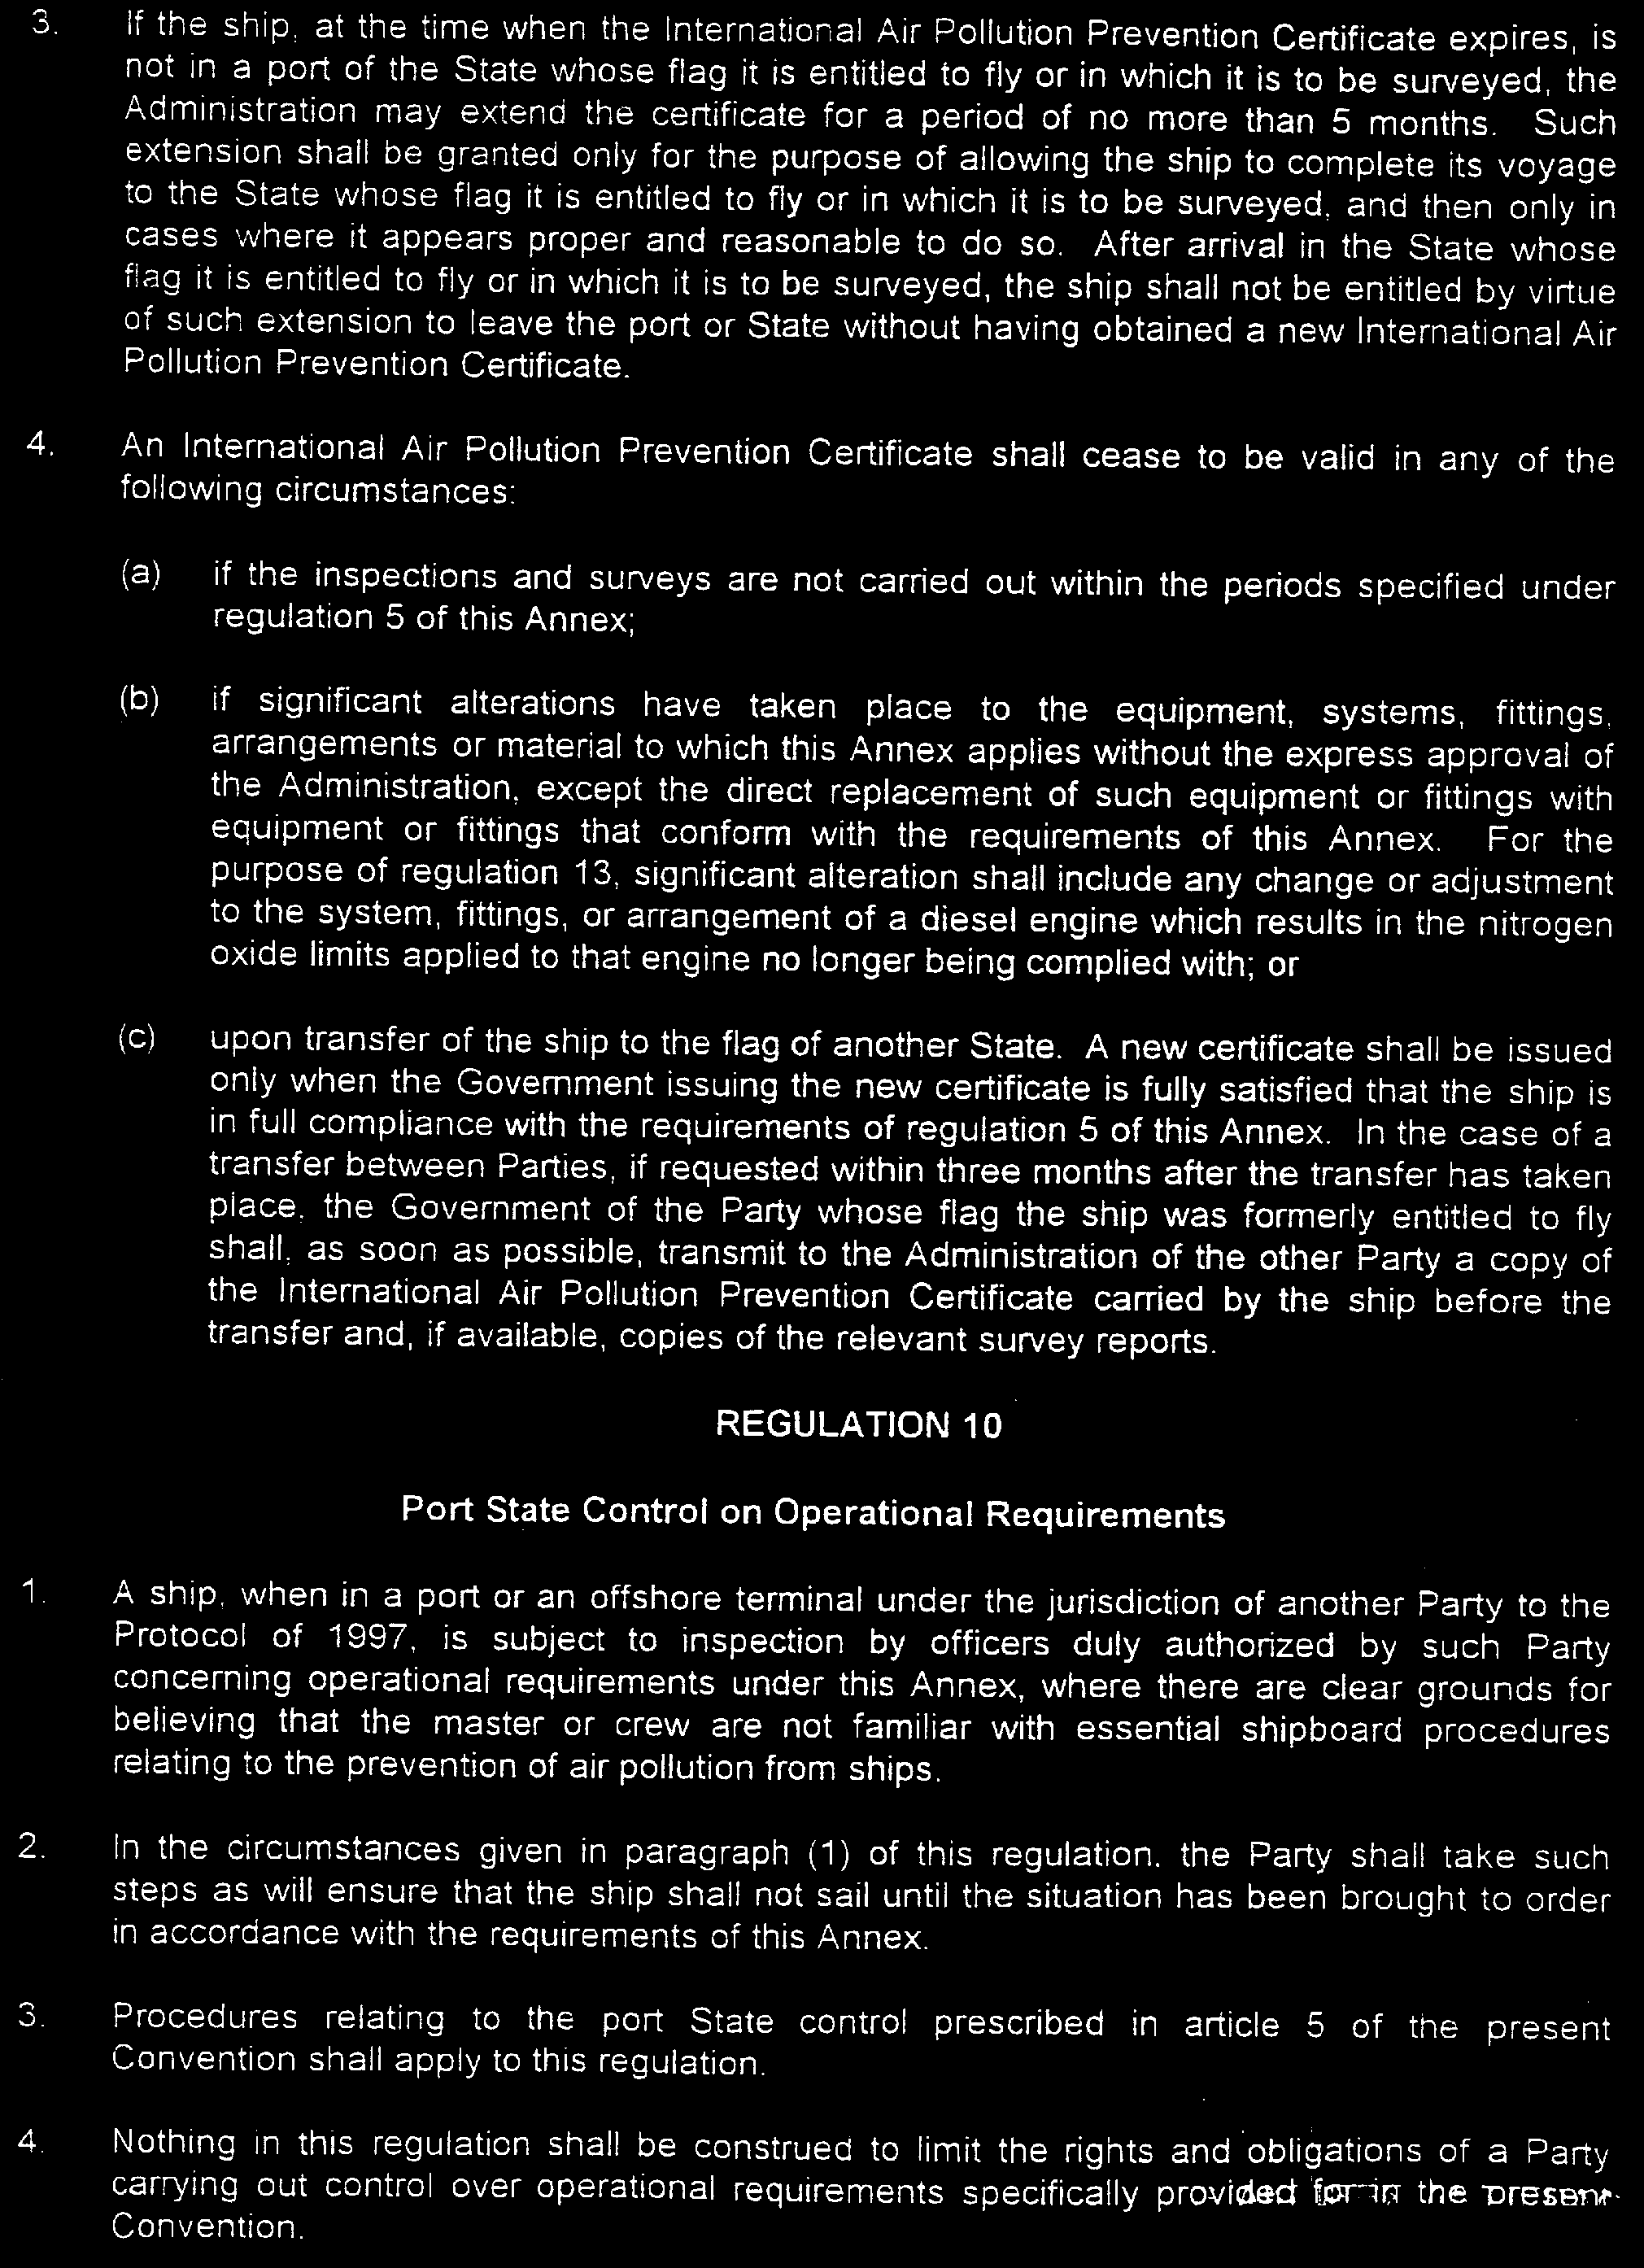 3. If the ship, at the time when the International Air Pollution Prevention Certificate expires, is
not in a port of the State whose flag it is entitled to fly or in which it is to be surveyed, the
Administration may extend the certificate for a period of no more than 5 months. Such
extension shall be granted only for the purpose of allowing the ship to complete its voyage
to the State whose flag it is entitled to fly or in which it is to be surveyed, and then only in
cases where it appears proper and reasonable to do so. After arrival in the State whose
flag it is entitled to fly or in which it is to be surveyed, the ship shall not be entitled by virtue
of such extension to leave the port or State without having obtained a new International Air
Pollution Prevention Certificate.
4. An International Air Pollution Prevention Certificate shall cease to be valid in any of the
following circumstances:
(a) if the inspections and surveys are not carried out within the periods specified under
regulation 5 of this Annex;
(b) if significant alterations have taken place to the equipment, systems, fittings,
arrangements or material to which this Annex applies without the express approval of
the Administration, except the direct replacement of such equipment or fittings with
equipment or fittings that conform with the requirements of this Annex. For the
purpose of regulation 13, significant alteration shall include any change or adjustment
to the system, fittings, or arrangement of a diesel engine which results in the nitrogen
oxide limits applied to that engine no longer being complied with; or
(c) upon transfer of the ship to the flag of another State. A new certificate shall be issued
only when the Government issuing the new certificate is fully satisfied that the ship is
in full compliance with the requirements of regulation 5 of this Annex. In the case of a
transfer between Parties, if requested within three months after the transfer has taken
place, the Government of the Party whose flag the ship was formerly entitled to fly
shall, as soon as possible, transmit to the Administration of the other Party a copy of
the International Air Pollution Prevention Certificate carried by the ship before the
transfer and, if available, copies of the relevant survey reports.
REGULATION 10
Port State Control on Operational Requirements
1. A ship, when in a port or an offshore terminal under the jurisdiction of another Party to the
Protocol of 1997, is subject to inspection by officers duly authorized by such Party
concerning operational requirements under this Annex, where there are clear grounds for
believing that the master or crew are not familiar with essential shipboard procedures
relating to the prevention of air pollution from ships.
2. In the circumstances given in paragraph (1) of this regulation, the Party shall take such
steps as will ensure that the ship shall not sail until the situation has been brought to order
in accordance with the requirements of this Annex.
3. Procedures relating to the port State control prescribed in article 5 of the present
Convention shall apply to this regulation.
4. Nothing in this regulation shall be construed to limit the rights and obligations of a Party
carrying out control over operational requirements specifically provided for in the present
Convention.